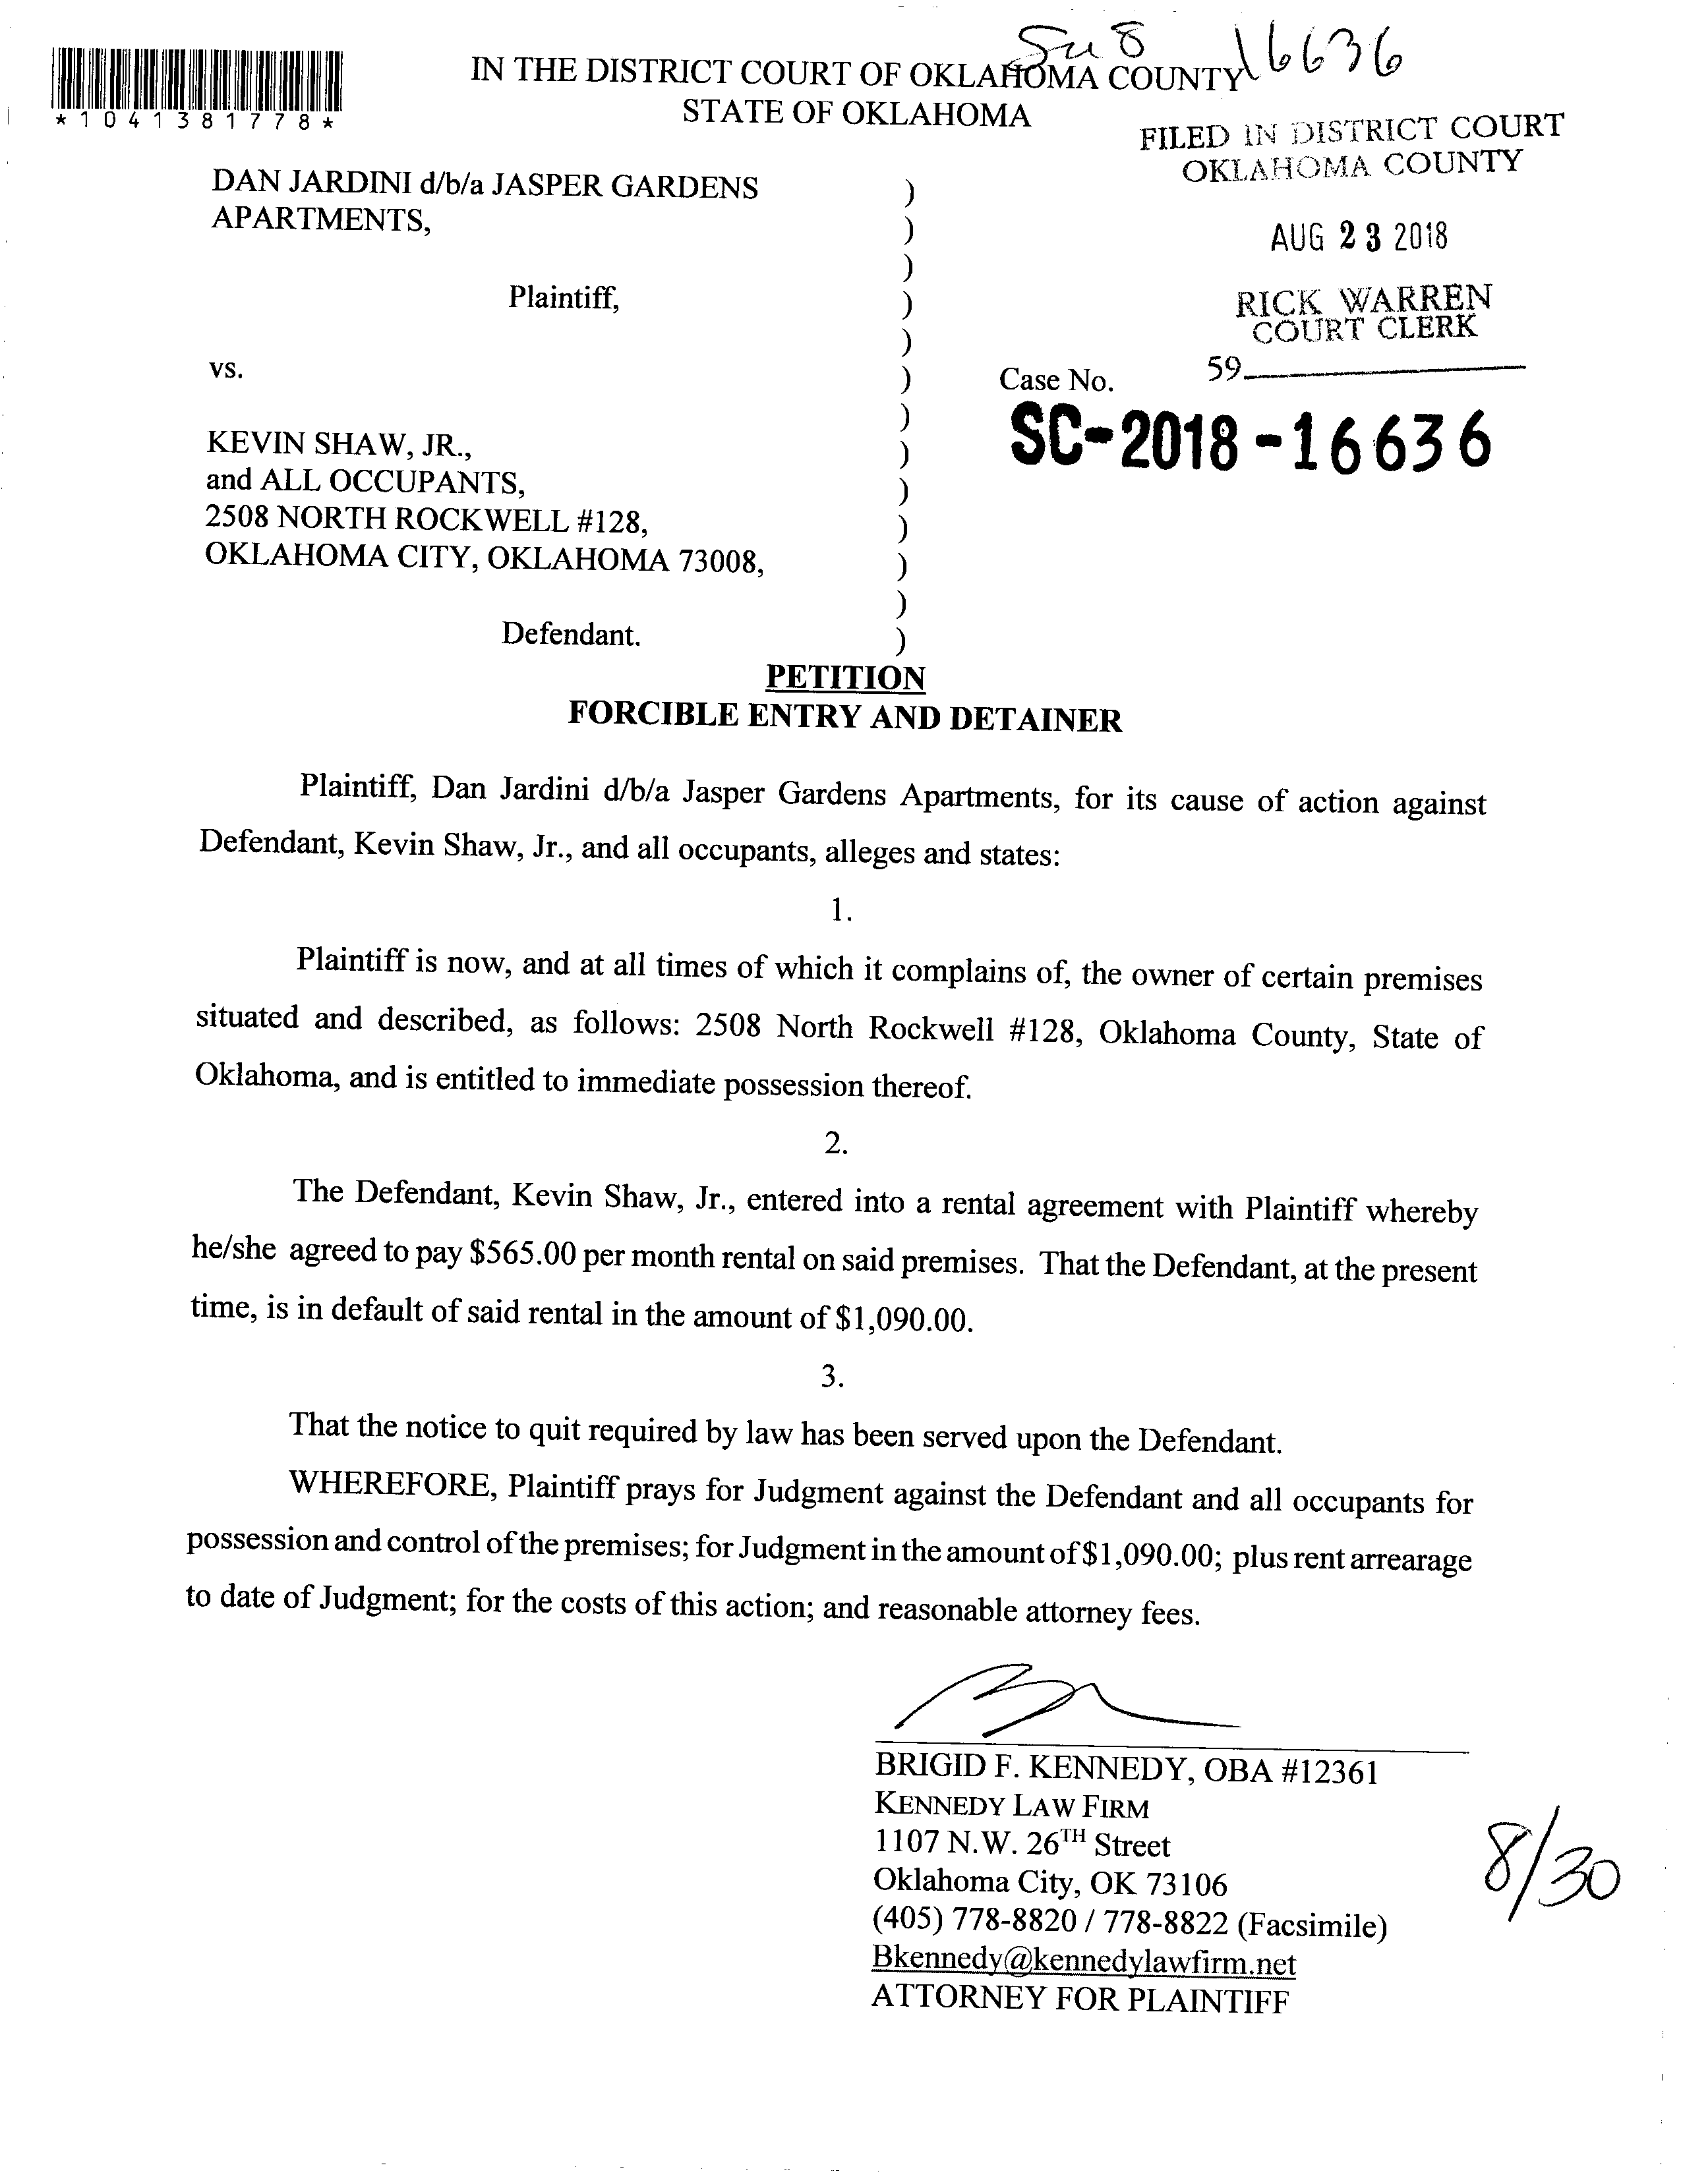 16636
IN THE DISTRICT COURT OF OKLAHOMA COUNTY
STATE OF OKLAHOMA
*1041381778*
FILED IN DISTRICT COURT
OKLAHOMA COUNTY
AUG 23 2018
RICK WARREN
COURT CLERK
59
DAN JARDINI d/b/a JASPER GARDENS )
APARTMENTS, )
)
Plaintiff, )
)
vs. ) Case No.
) SC-2018-16636
KEVIN SHAW, JR., )
and ALL OCCUPANTS, )
2508 NORTH ROCKWELL #128, )
OKLAHOMA CITY, OKLAHOMA 73008, )
)
Defendant. )
PETITION
FORCIBLE ENTRY AND DETAINER
Plaintiff, Dan Jardini d/b/a Jasper Gardens Apartments, for its cause of action against
Defendant, Kevin Shaw, Jr., and all occupants, alleges and states:
1.
Plaintiff is now, and at all times of which it complains of, the owner of certain premises
situated and described, as follows: 2508 North Rockwell #128, Oklahoma County, State of
Oklahoma, and is entitled to immediate possession thereof.
2.
The Defendant, Kevin Shaw, Jr., entered into a rental agreement with Plaintiff whereby
he/she agreed to pay $565.00 per month rental on said premises. That the Defendant, at the present
time, is in default of said rental in the amount of $1,090.00.
3.
That the notice to quit required by law has been served upon the Defendant.
WHEREFORE, Plaintiff prays for Judgment against the Defendant and all occupants for
possession and control of the premises; for Judgment in the amount of $1,090.00; plus rent arrearage
to date of Judgment; for the costs of this action; and reasonable attorney fees.
BRIGID F. KENNEDY, OBA #12361
KENNEDY LAW FIRM
1107 N.W. 26TH Street
Oklahoma City, OK 73106
(405) 778-8820 / 778-8822 (Facsimile)
Bkennedy@kennedylawfirm.net
ATTORNEY FOR PLAINTIFF
8/30